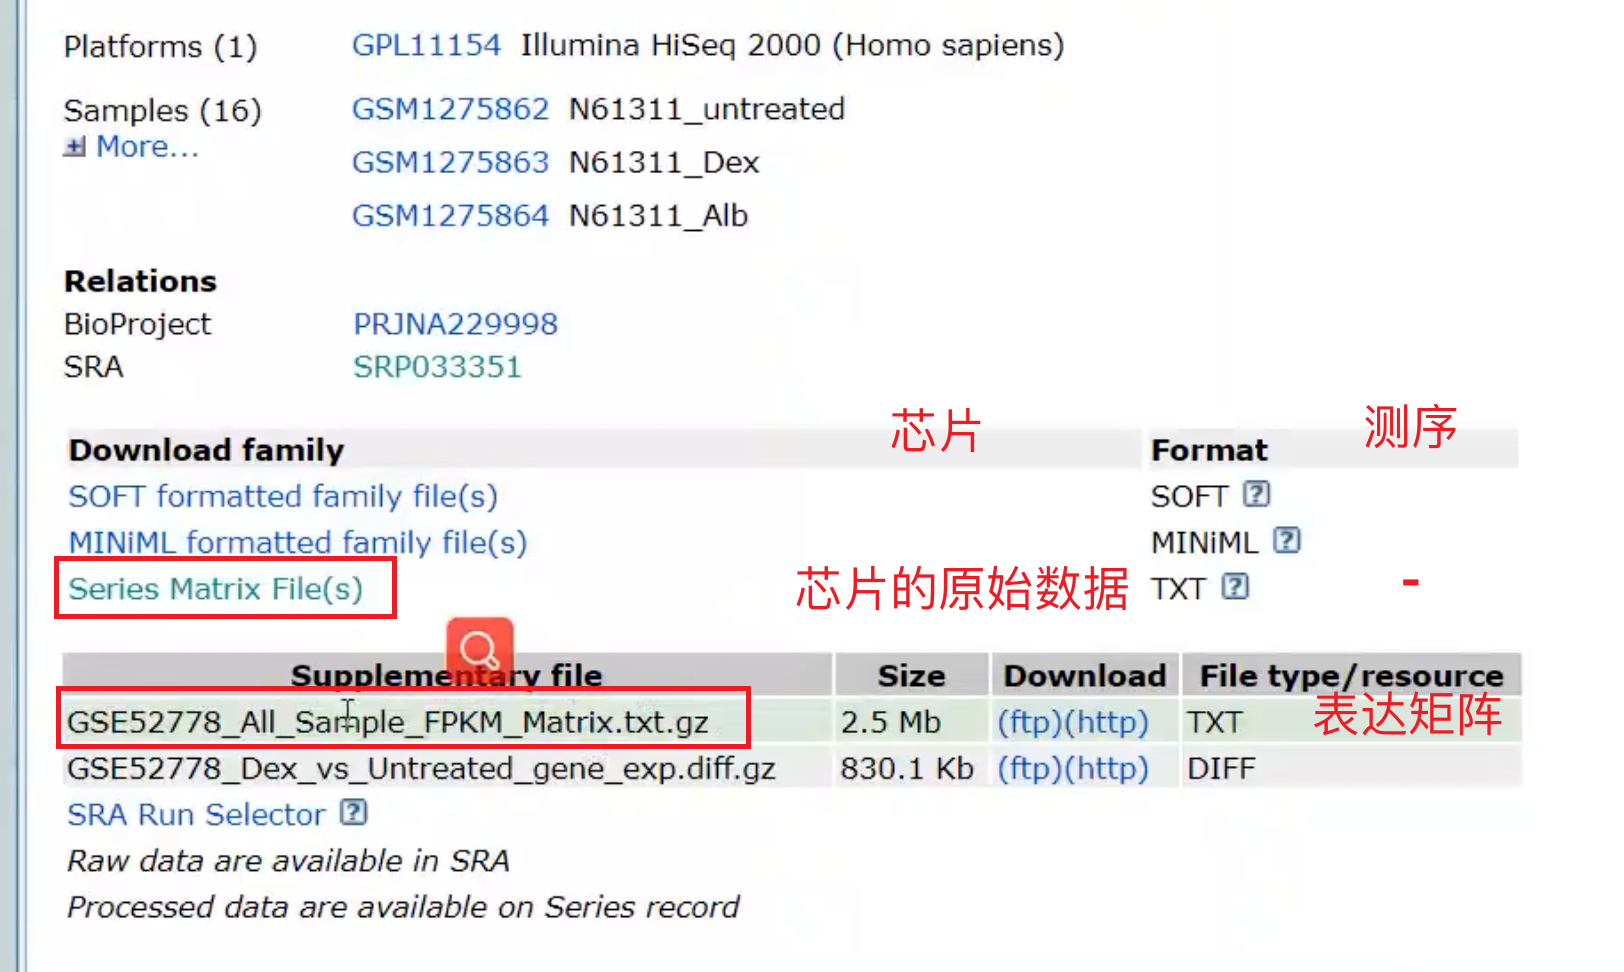 Platforms (1) GPL11154 Illumina HiSeq 2000 (Homo sapiens)
Samples (16) GSM1275862 N61311_untreated
More...
GSM1275863 N61311_Dex
GSM1275864 N61311_Alb
Relations
BioProject PRJNA229998
SRA SRP033351
芯片 测序
Download family Format
SOFT formatted family file(s) SOFT ?
MINiML formatted family file(s) MINiML ?
Series Matrix File(s) 芯片的原始数据 TXT ? -
Supplementary file Size Download File type/resource
GSE52778_All_Sample_FPKM_Matrix.txt.gz 2.5 Mb (ftp)(http) TXT 表达矩阵
GSE52778_Dex_vs_Untreated_gene_exp.diff.gz 830.1 Kb (ftp)(http) DIFF
SRA Run Selector ?
Raw data are available in SRA
Processed data are available on Series record